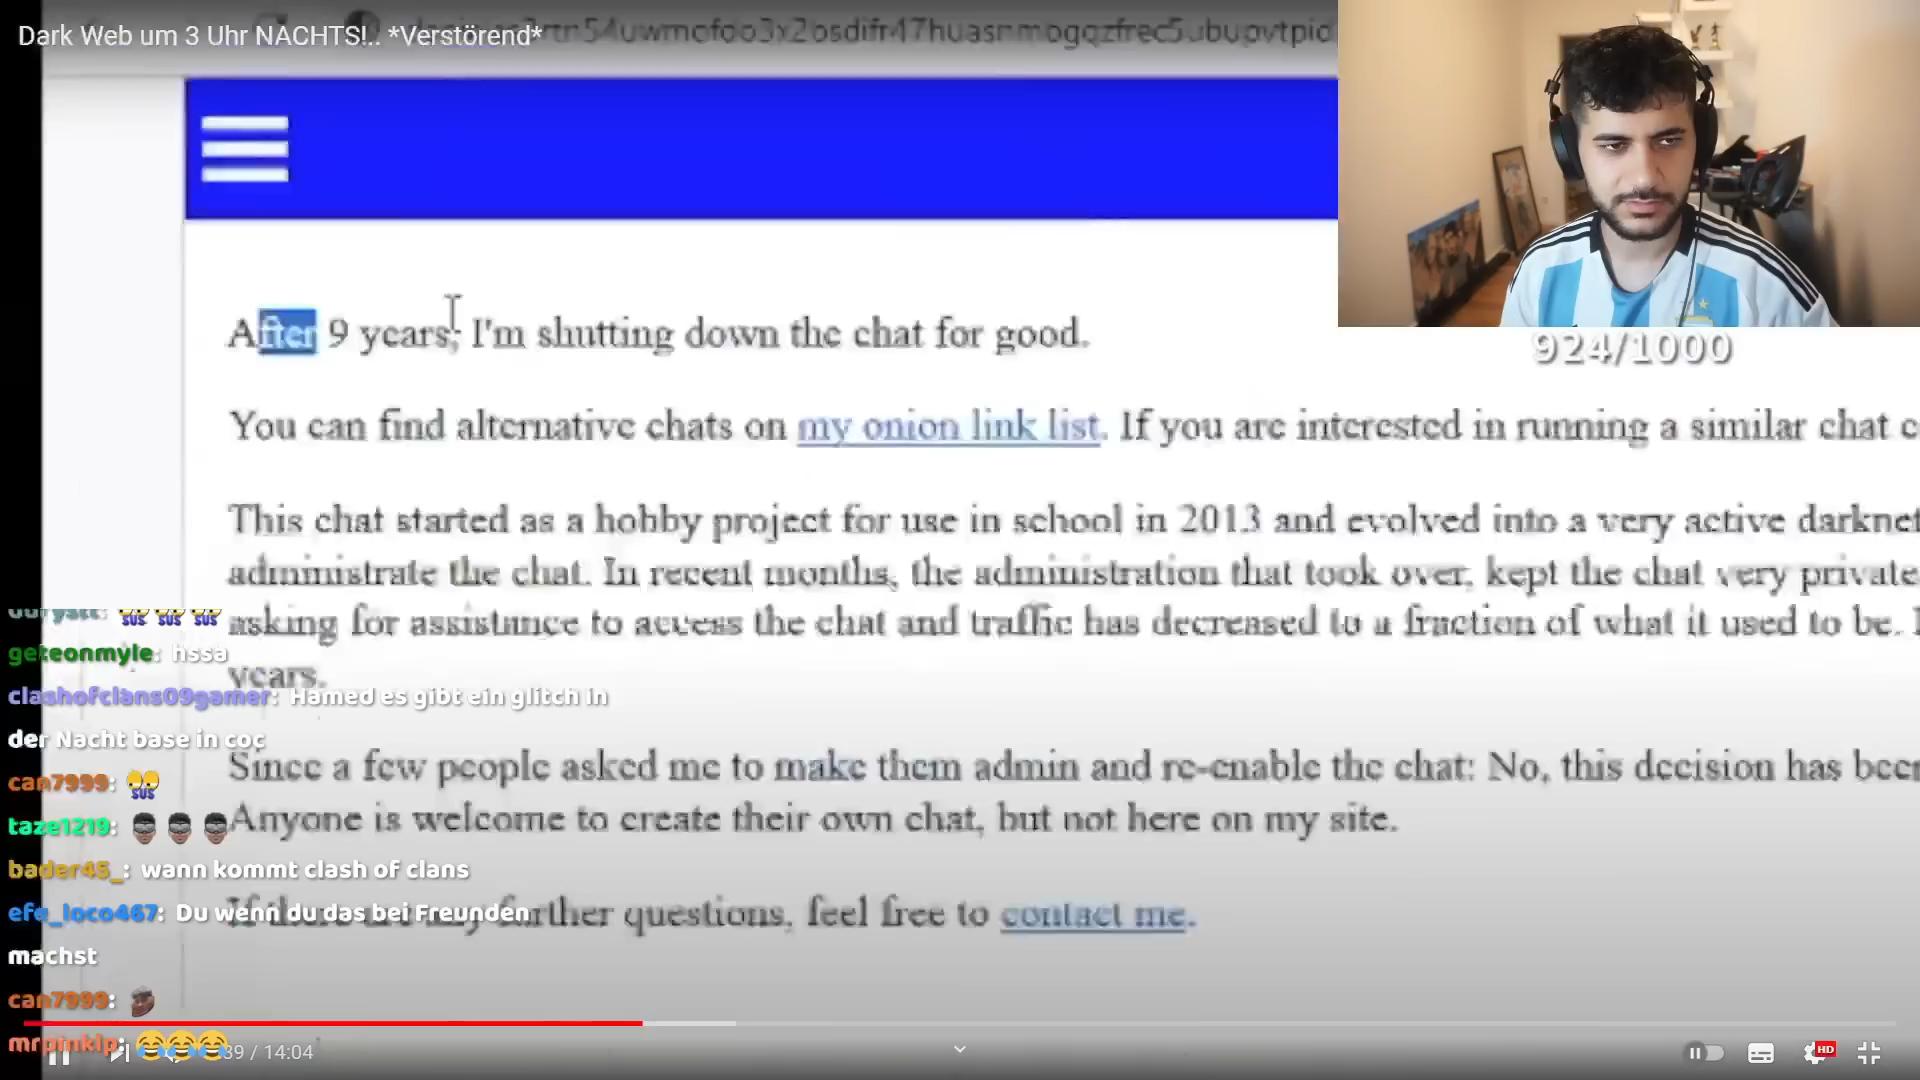 Dark Web um 3 Uhr NACHTS!.. *Verstörend*
924/1000
After 9 years, I'm shutting down the chat for good.
You can find alternative chats on my onion link list. If you are interested in running a similar chat c
This chat started as a hobby project for use in school in 2013 and evolved into a very active darknet
administrate the chat. In recent months, the administration that took over, kept the chat very private
asking for assistance to access the chat and traffic has decreased to a fraction of what it used to be. I
years.
Since a few people asked me to make them admin and re-enable the chat: No, this decision has been
Anyone is welcome to create their own chat, but not here on my site.
further questions, feel free to contact me.
SUS SUS SUS
geteonmyle: hssa
clashofclans09gamer: Hamed es gibt ein glitch in
der Nacht base in coc
can7999: SUS
taze1219:
bader45_: wann kommt clash of clans
efe_loco467: Du wenn du das bei Freunden
machst
can7999:
mrpinklp:
39 / 14:04
HD